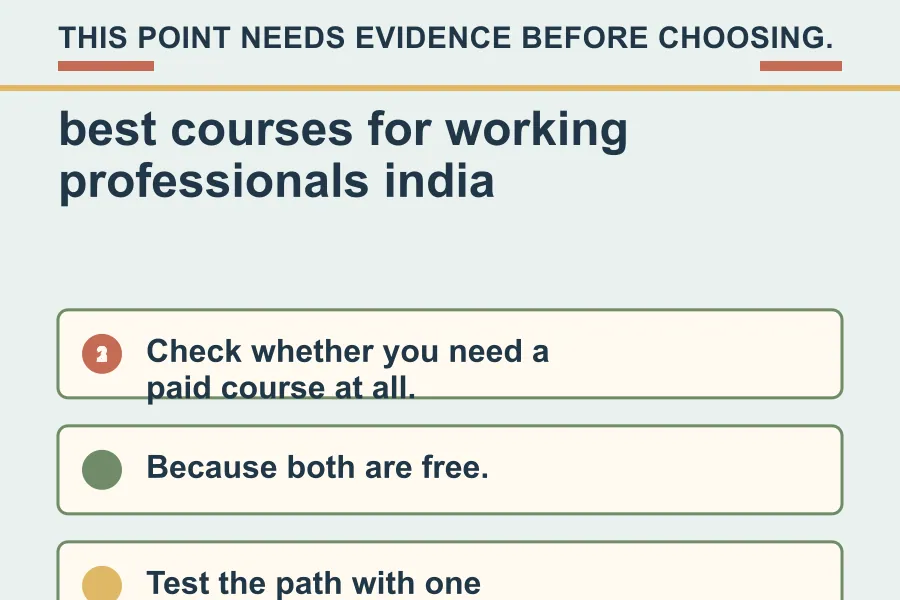 THIS POINT NEEDS EVIDENCE BEFORE CHOOSING.
best courses for working
professionals india
Check whether you need a
paid course at all.
Because both are free.
Test the path with one